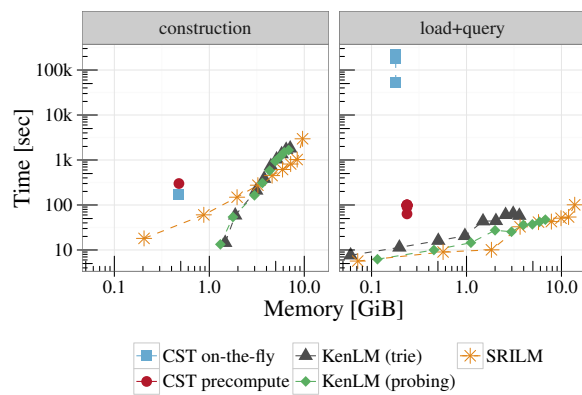 construction load+query
Time [sec]
100k
10k
1k
100
10
0.1 1.0 10.0 0.1 1.0 10.0
Memory [GiB]
CST on-the-fly KenLM (trie) SRILM
CST precompute KenLM (probing)